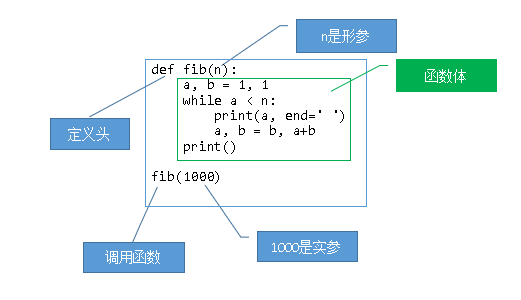 n是形参
def fib(n):
函数体
a, b = 1, 1
while a < n:
print(a, end=' ')
定义头
a, b = b, a+b
print()
fib(1000)
1000是实参
调用函数